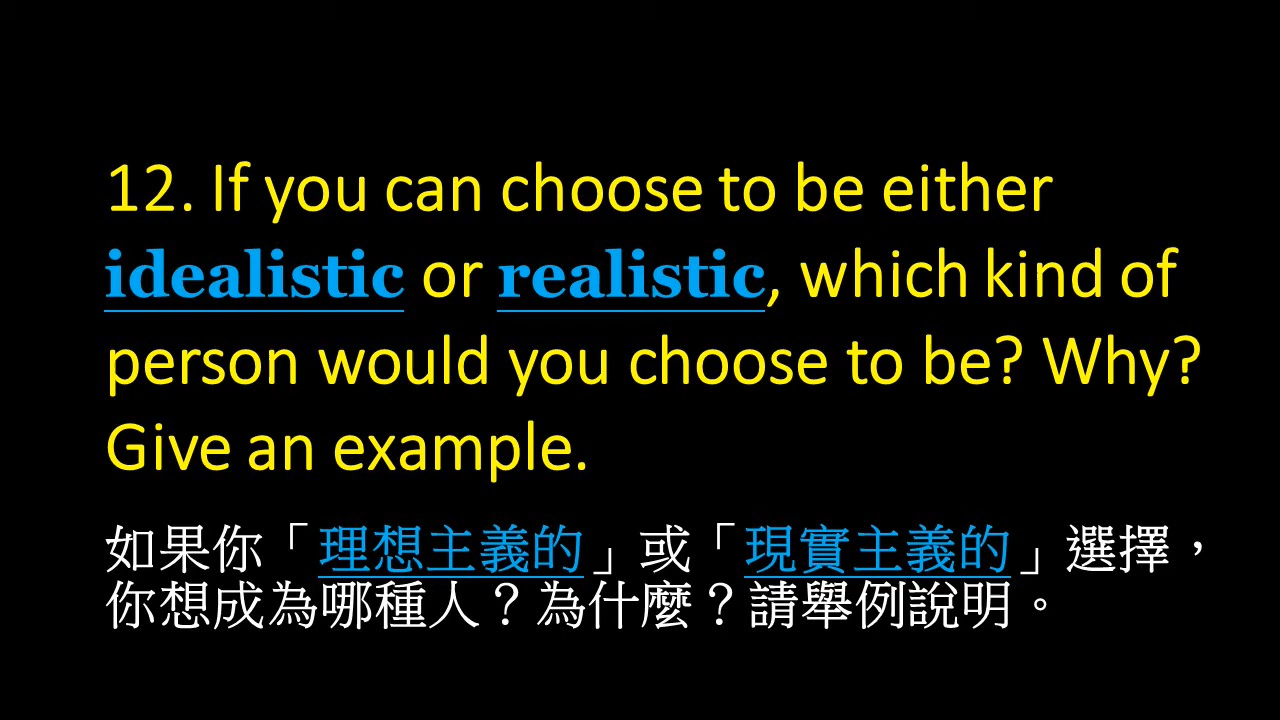 12. If you can choose to be either
idealistic or realistic, which kind of
person would you choose to be? Why?
Give an example.
如果你「理想主義的」或「現實主義的」選擇，
你想成為哪種人？為什麼？請舉例說明。